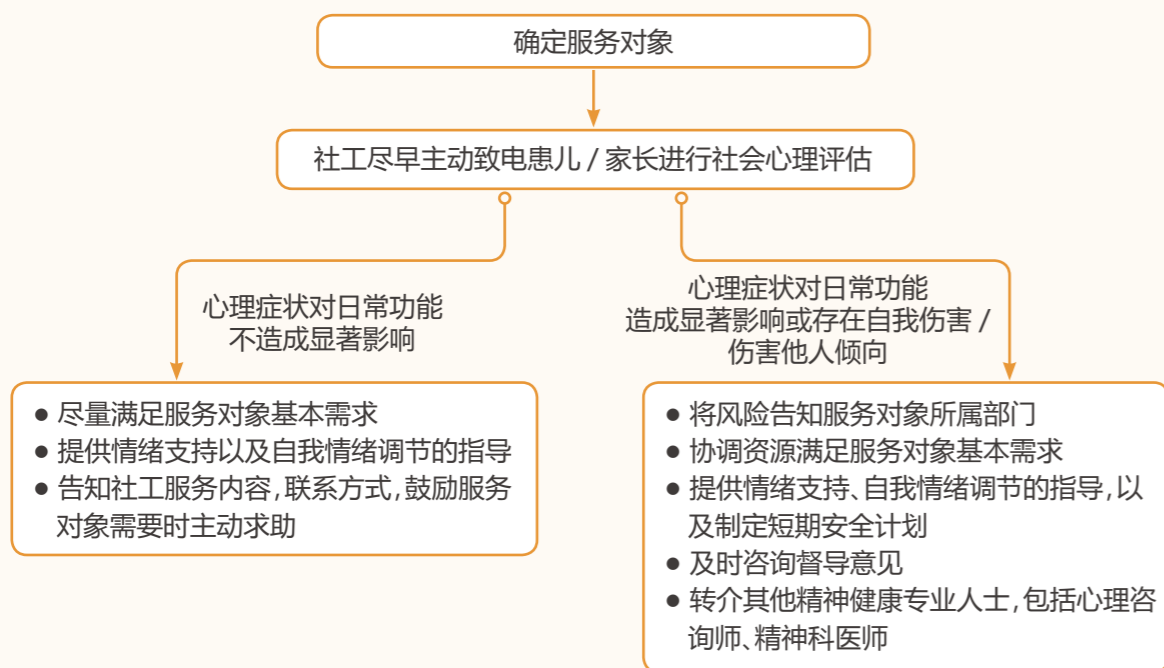 确定服务对象
社工尽早主动致电患儿 / 家长进行社会心理评估
心理症状对日常功能
不造成显著影响
心理症状对日常功能
造成显著影响或存在自我伤害 /
伤害他人倾向
● 尽量满足服务对象基本需求
● 提供情绪支持以及自我情绪调节的指导
● 告知社工服务内容,联系方式,鼓励服务
对象需要时主动求助
● 将风险告知服务对象所属部门
● 协调资源满足服务对象基本需求
● 提供情绪支持、自我情绪调节的指导,以
及制定短期安全计划
● 及时咨询督导意见
● 转介其他精神健康专业人士,包括心理咨
询师、精神科医师